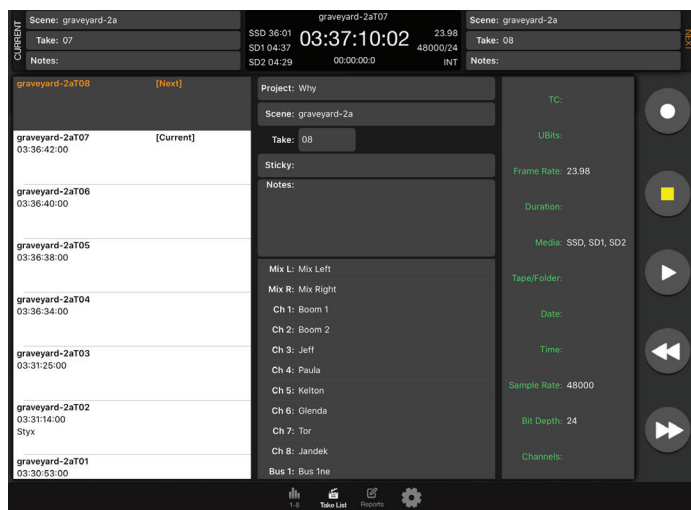 CURRENT
Scene: graveyard-2a
Take: 07
Notes:
graveyard-2aT07
SSD 36:01
SD1 04:37
SD2 04:29
03:37:10:02
00:00:00:0
23.98
48000/24
INT
Scene: graveyard-2a
Take: 08
Notes:
NEXT
graveyard-2aT08 [Next]
graveyard-2aT07 [Current]
03:36:42:00
graveyard-2aT06
03:36:40:00
graveyard-2aT05
03:36:38:00
graveyard-2aT04
03:36:34:00
graveyard-2aT03
03:31:25:00
graveyard-2aT02
03:31:14:00
Styx
graveyard-2aT01
03:30:53:00
Project: Why
Scene: graveyard-2a
Take: 08
Sticky:
Notes:
Mix L: Mix Left
Mix R: Mix Right
Ch 1: Boom 1
Ch 2: Boom 2
Ch 3: Jeff
Ch 4: Paula
Ch 5: Kelton
Ch 6: Glenda
Ch 7: Tor
Ch 8: Jandek
Bus 1: Bus 1ne
TC:
UBits:
Frame Rate: 23.98
Duration:
Media: SSD, SD1, SD2
Tape/Folder:
Date:
Time:
Sample Rate: 48000
Bit Depth: 24
Channels:
1-8
Take List
Reports